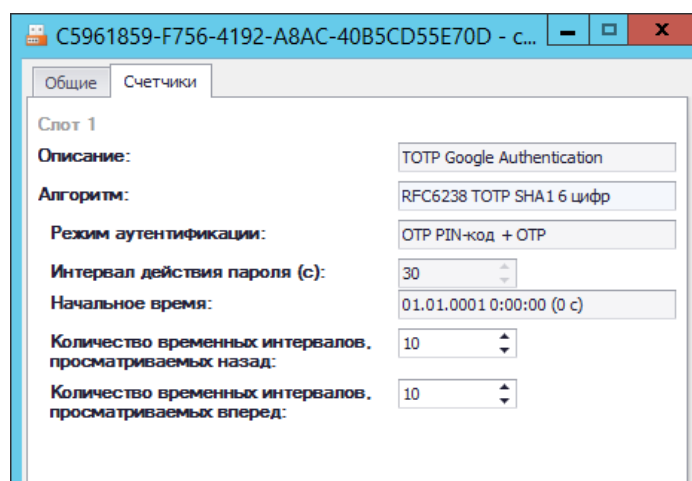 C5961859-F756-4192-A8AC-40B5CD55E70D - с...
Общие Счетчики
Слот 1
Описание: TOTP Google Authentication
Алгоритм: RFC6238 TOTP SHA1 6 цифр
Режим аутентификации: OTP PIN-код + OTP
Интервал действия пароля (с): 30
Начальное время: 01.01.0001 0:00:00 (0 с)
Количество временных интервалов, 10
просматриваемых назад:
Количество временных интервалов, 10
просматриваемых вперед: